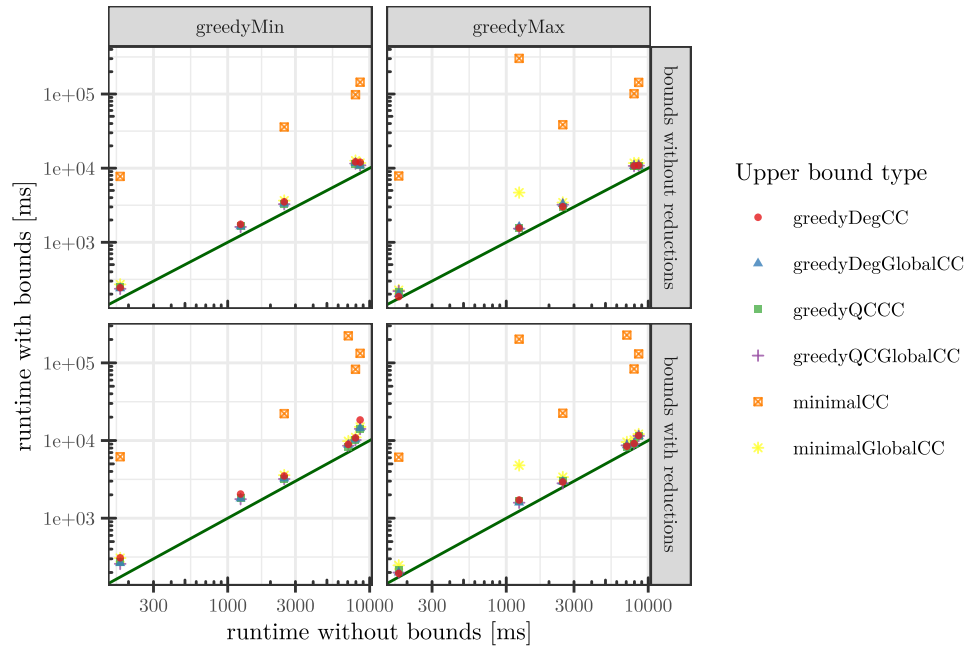 greedyMin
greedyMax
1e+05
1e+04
1e+03
bounds without reductions
1e+05
1e+04
1e+03
bounds with reductions
300
1000
3000
10000
300
1000
3000
10000
runtime without bounds [ms]
runtime with bounds [ms]
Upper bound type
greedyDegCC
greedyDegGlobalCC
greedyQCCC
greedyQCGlobalCC
minimalCC
minimalGlobalCC